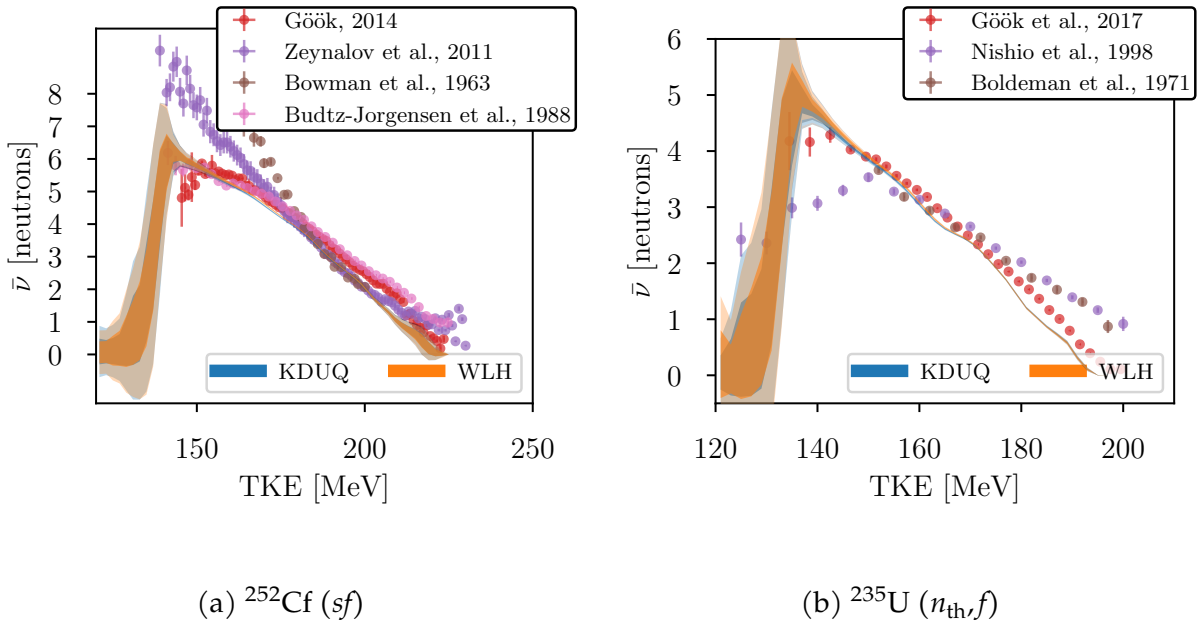 Göök, 2014
Zeynalov et al., 2011
Bowman et al., 1963
Budtz-Jorgensen et al., 1988
8
7
6
5
4
3
2
1
0
ν̄ [neutrons]
KDUQ
WLH
150
200
250
TKE [MeV]
(a) ²⁵²Cf (sf)
Göök et al., 2017
Nishio et al., 1998
Boldeman et al., 1971
6
5
4
3
2
1
0
ν̄ [neutrons]
KDUQ
WLH
120
140
160
180
200
TKE [MeV]
(b) ²³⁵U (nₜₕ,f)